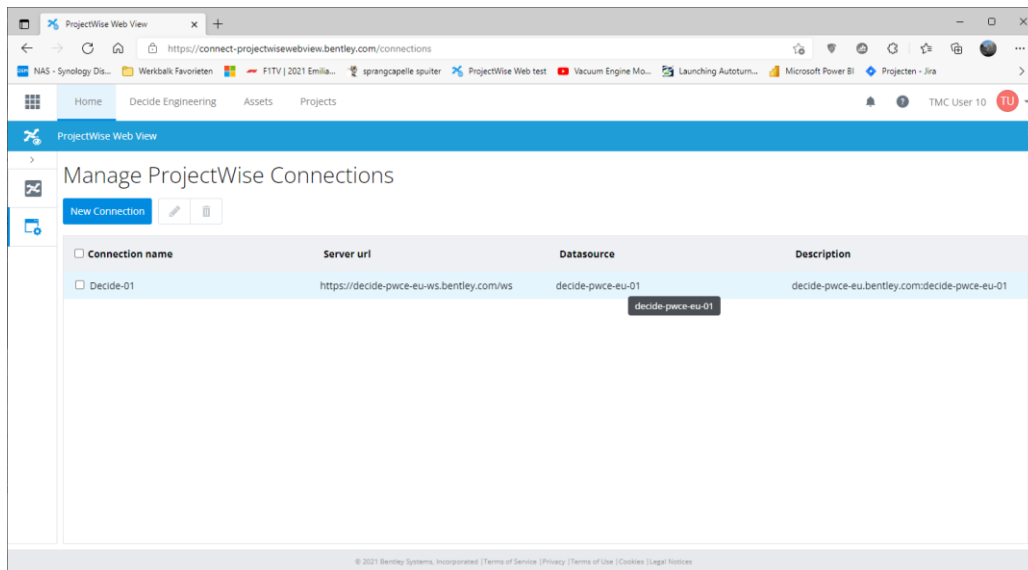 ProjectWise Web View
https://connect-projectwisewebview.bentley.com/connections
NAS - Synology Dis... Werkbalk Favorieten F1TV | 2021 Emilia... sprangcapelle spuiter ProjectWise Web test Vacuum Engine Mo... Launching Autoturn... Microsoft Power BI Projecten - Jira
Home Decide Engineering Assets Projects TMC User 10 TU
ProjectWise Web View
Manage ProjectWise Connections
New Connection
Connection name Server url Datasource Description
Decide-01 https://decide-pwce-eu-ws.bentley.com/ws decide-pwce-eu-01 decide-pwce-eu.bentley.com:decide-pwce-eu-01
decide-pwce-eu-01
© 2021 Bentley Systems, Incorporated | Terms of Service | Privacy | Terms of Use | Cookies | Legal Notices